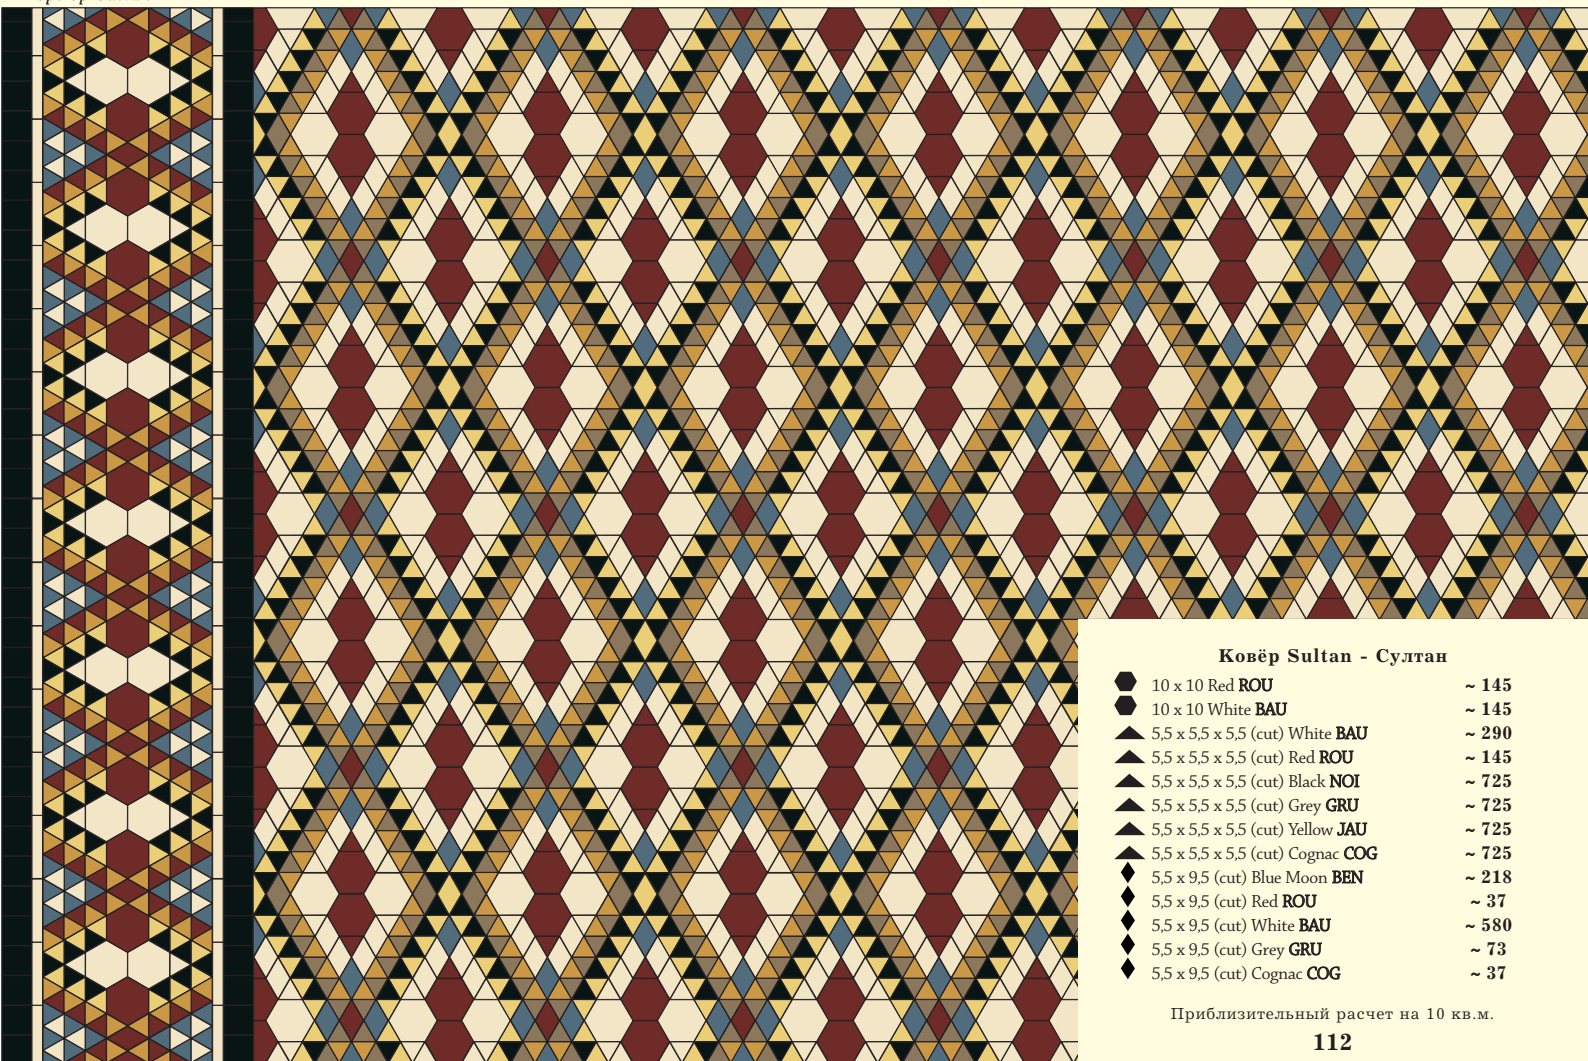 Ковёр Sultan - Султан
10 x 10 Red ROU ~ 145
10 x 10 White BAU ~ 145
5,5 x 5,5 x 5,5 (cut) White BAU ~ 290
5,5 x 5,5 x 5,5 (cut) Red ROU ~ 145
5,5 x 5,5 x 5,5 (cut) Black NOI ~ 725
5,5 x 5,5 x 5,5 (cut) Grey GRU ~ 725
5,5 x 5,5 x 5,5 (cut) Yellow JAU ~ 725
5,5 x 5,5 x 5,5 (cut) Cognac COG ~ 725
5,5 x 9,5 (cut) Blue Moon BEN ~ 218
5,5 x 9,5 (cut) Red ROU ~ 37
5,5 x 9,5 (cut) White BAU ~ 580
5,5 x 9,5 (cut) Grey GRU ~ 73
5,5 x 9,5 (cut) Cognac COG ~ 37
Приблизительный расчет на 10 кв.м.
112